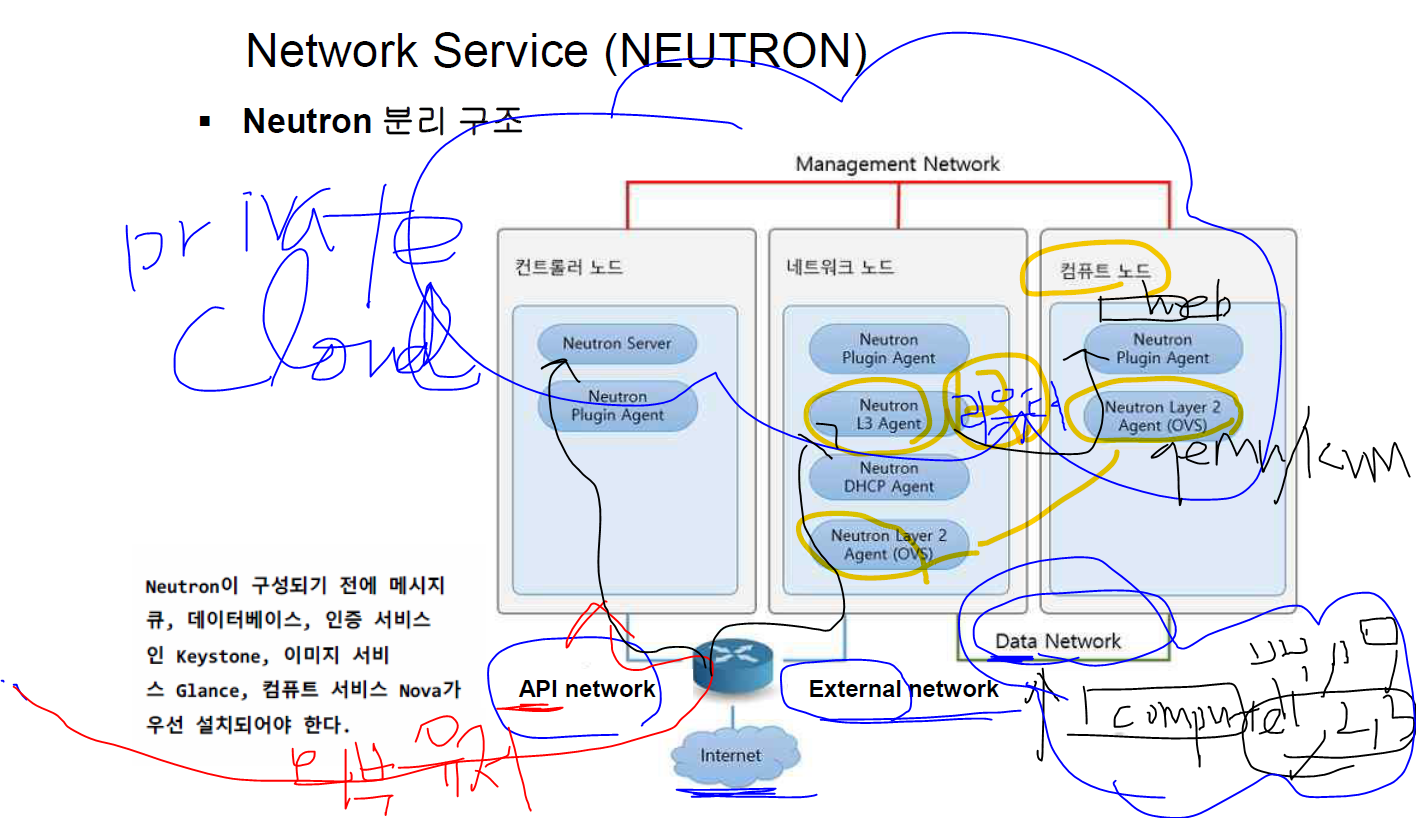 Network Service (NEUTRON)
▪ Neutron 분리 구조
private
cloud
Management Network
컨트롤러 노드
Neutron Server
Neutron
Plugin Agent
네트워크 노드
Neutron
Plugin Agent
Neutron
L3 Agent
라우터
Neutron
DHCP Agent
Neutron Layer 2
Agent (OVS)
컴퓨트 노드
web
Neutron
Plugin Agent
Neutron Layer 2
Agent (OVS)
qemu/kvm
Neutron이 구성되기 전에 메시지
큐, 데이터베이스, 인증 서비스
인 Keystone, 이미지 서비
스 Glance, 컴퓨트 서비스 Nova가
우선 설치되어야 한다.
API network
External network
Data Network
Internet
외부 유저